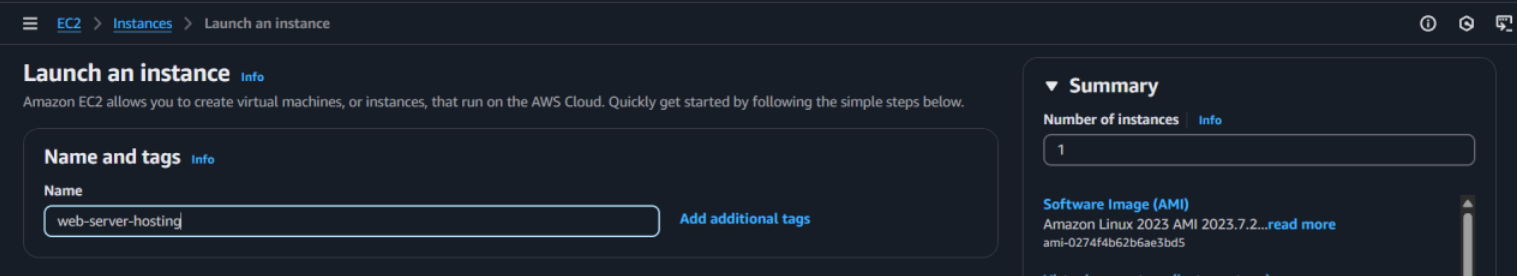 EC2 > Instances > Launch an instance
Launch an instance Info
Amazon EC2 allows you to create virtual machines, or instances, that run on the AWS Cloud. Quickly get started by following the simple steps below.
Name and tags Info
Name
web-server-hosting
Add additional tags
Summary
Number of instances Info
1
Software Image (AMI)
Amazon Linux 2023 AMI 2023.7.2...read more
ami-0274f4b62b6ae3bd5